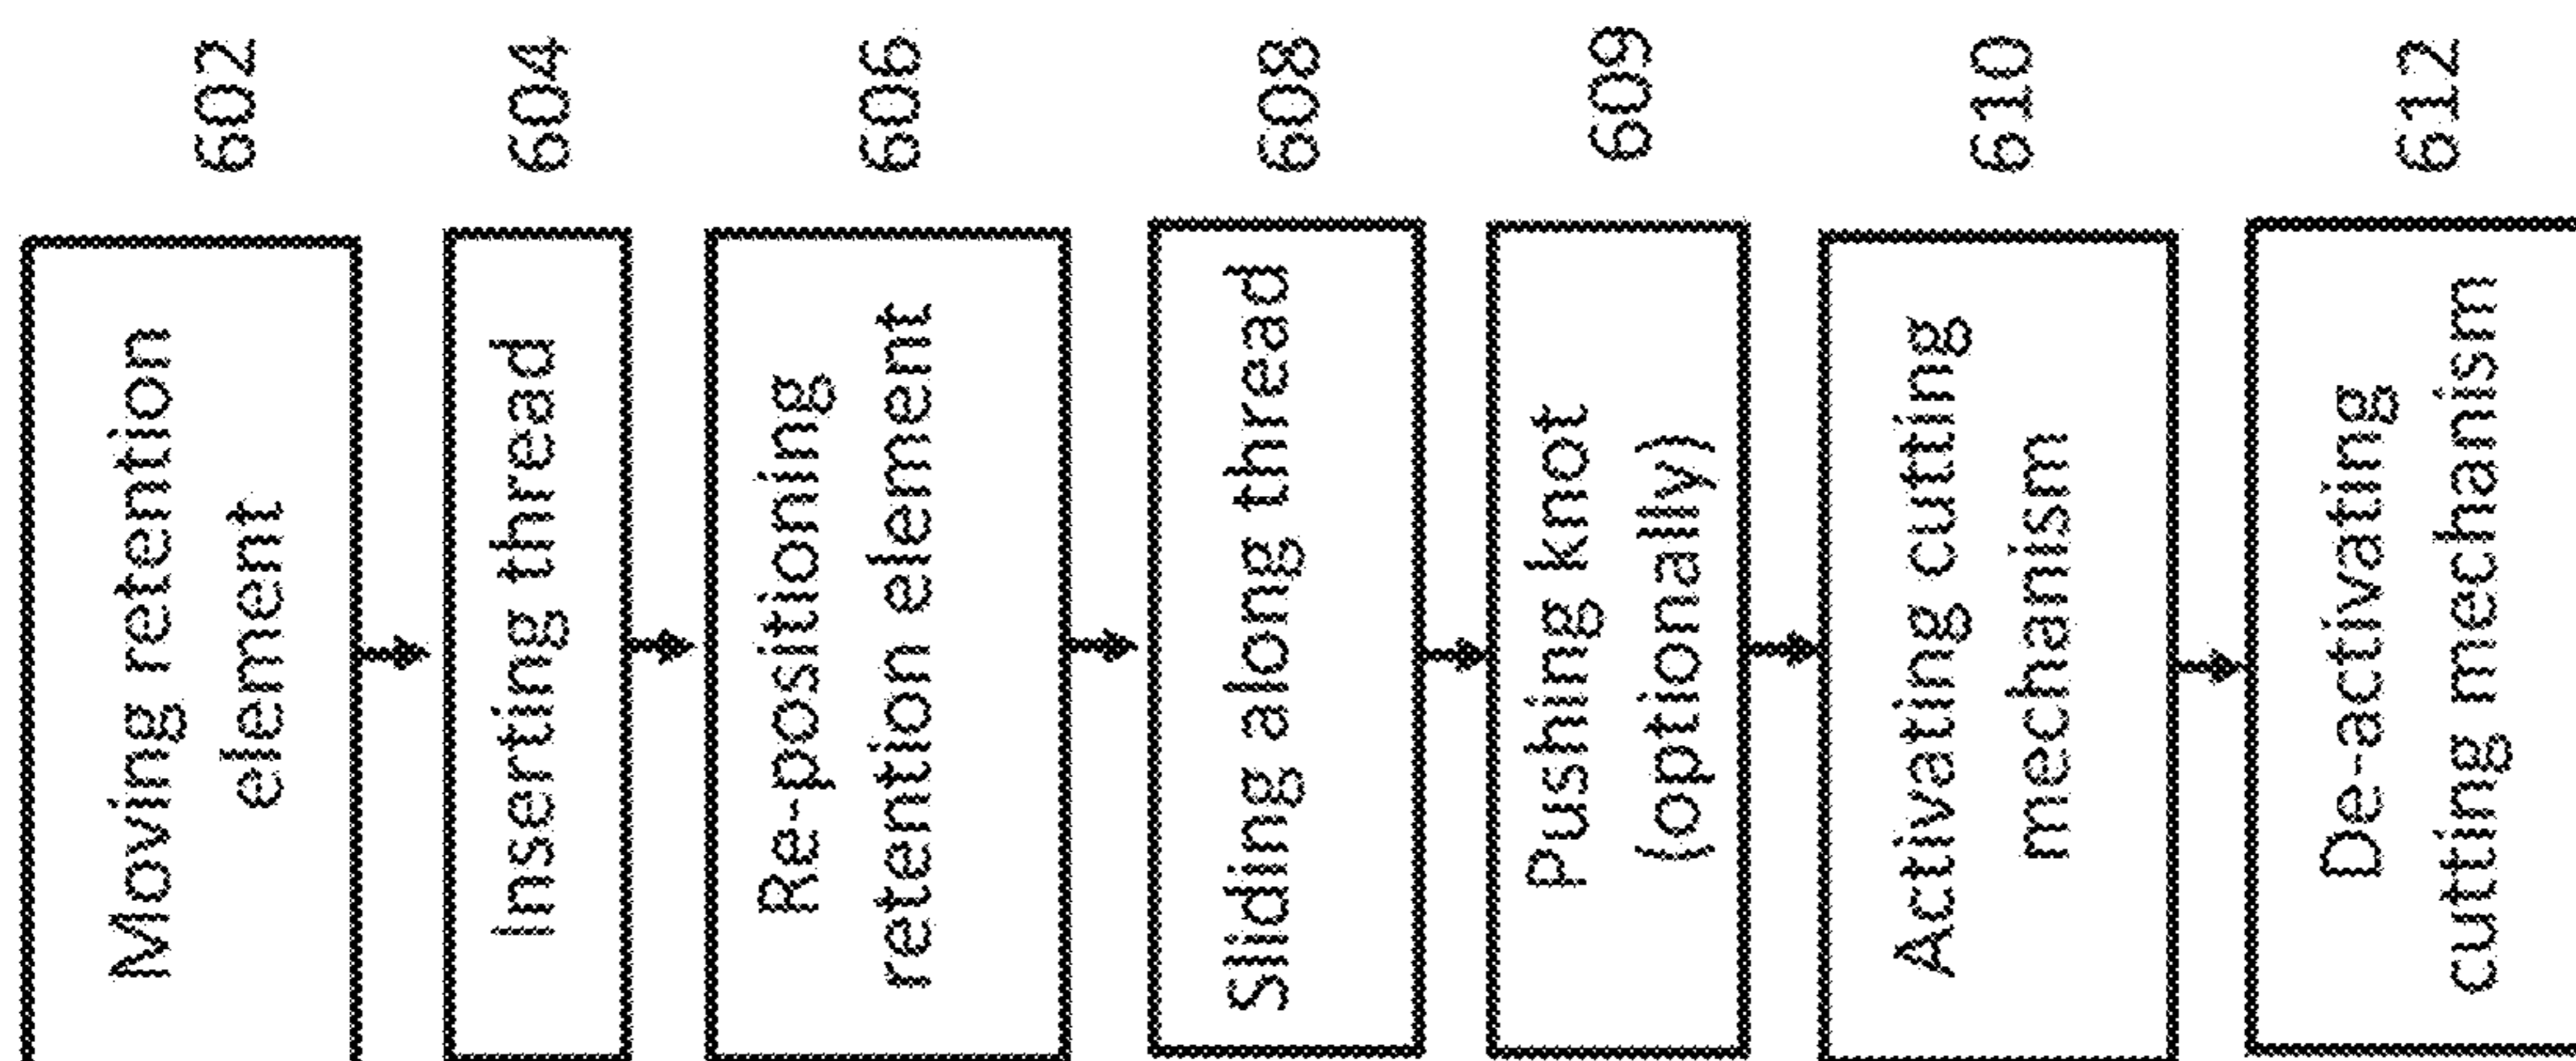 Moving retention
element
602
Inserting thread
604
Re-positioning
retention element
606
Sliding along thread
608
Pushing knot
(optionally)
609
Activating cutting
mechanism
610
De-activating
cutting mechanism
612